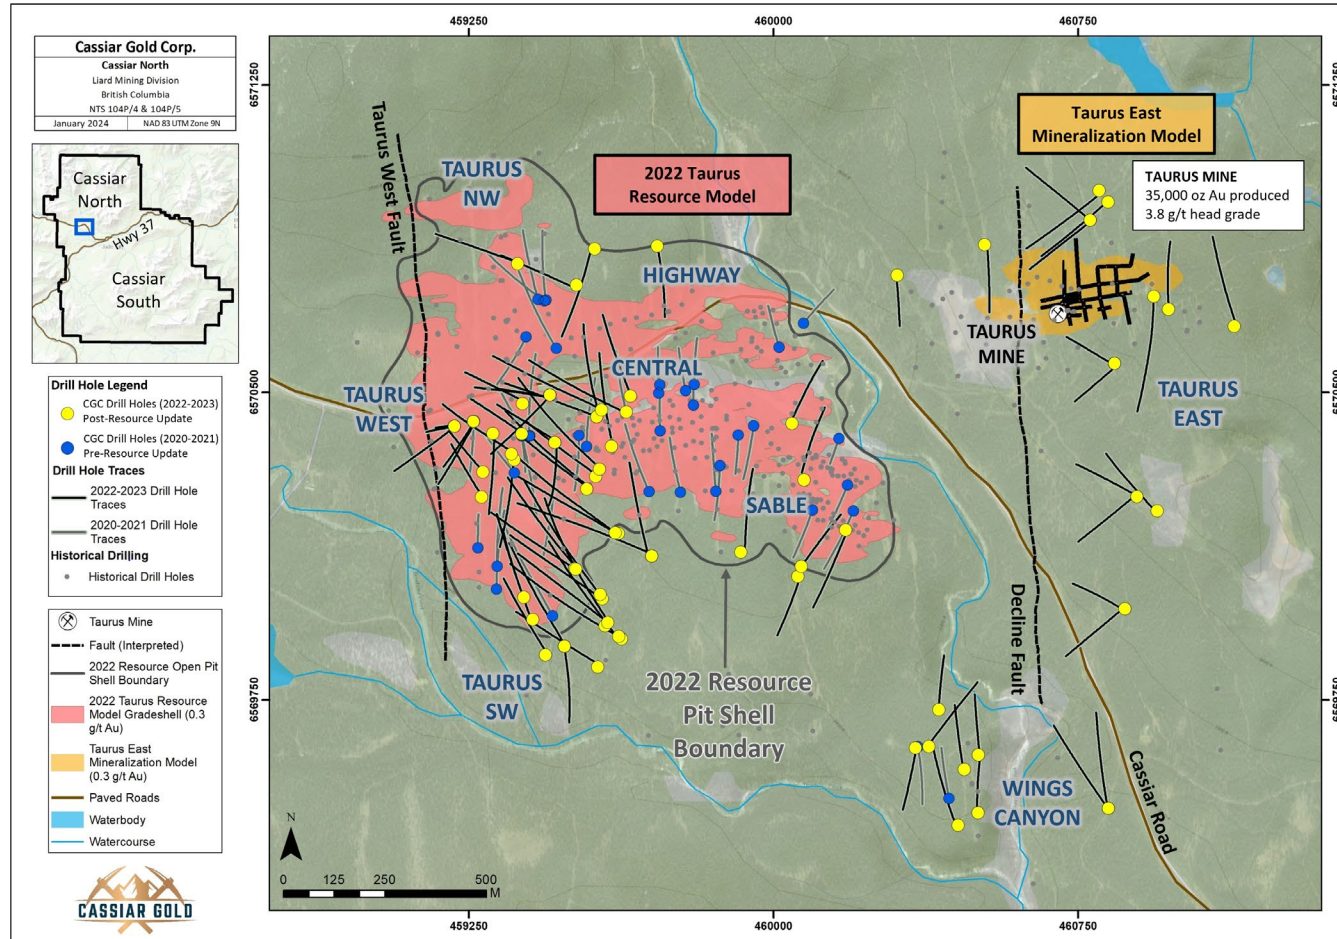 Cassiar Gold Corp.
Cassiar North
Liard Mining Division
British Columbia
NTS 104P/4 & 104P/5
January 2024
NAD 83 UTM Zone 9N
Cassiar
North
Hwy 37
Cassiar
South
Drill Hole Legend
CGC Drill Holes (2022-2023)
Post-Resource Update
CGC Drill Holes (2020-2021)
Pre-Resource Update
Drill Hole Traces
2022-2023 Drill Hole
Traces
2020-2021 Drill Hole
Traces
Historical Drilling
Historical Drill Holes
Taurus Mine
Fault (Interpreted)
2022 Resource Open Pit
Shell Boundary
2022 Taurus Resource
Model Gradeshell (0.3
g/t Au)
Taurus East
Mineralization Model
(0.3 g/t Au)
Paved Roads
Waterbody
Watercourse
CASSIAR GOLD
459250
460000
460750
6571250
6570500
6569750
6571250
6570500
6569750
459250
460000
460750
Taurus West Fault
TAURUS
NW
2022 Taurus
Resource Model
Taurus East
Mineralization Model
TAURUS MINE
35,000 oz Au produced
3.8 g/t head grade
HIGHWAY
CENTRAL
TAURUS
WEST
SABLE
TAURUS
MINE
TAURUS
EAST
TAURUS
SW
2022 Resource
Pit Shell
Boundary
Decline Fault
WINGS
CANYON
Cassiar Road
N
0
125
250
500
M